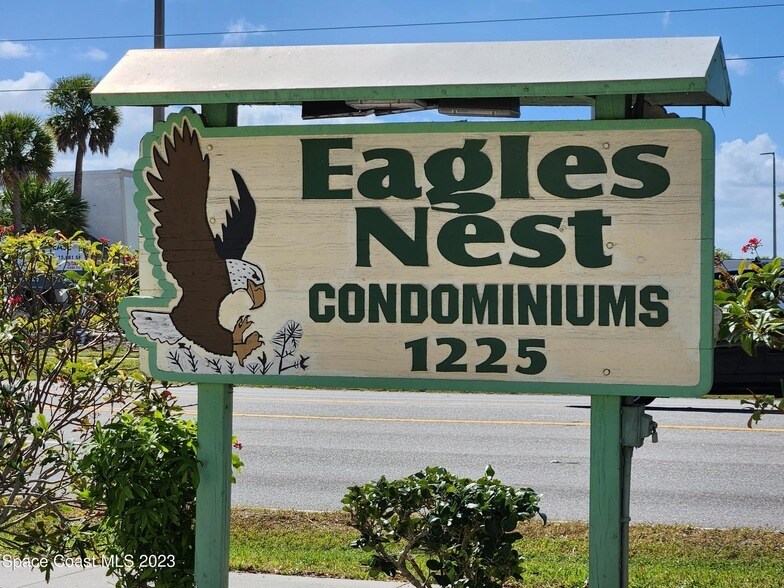 Eagles
Nest
CONDOMINIUMS
1225
Space Coast MLS 2023